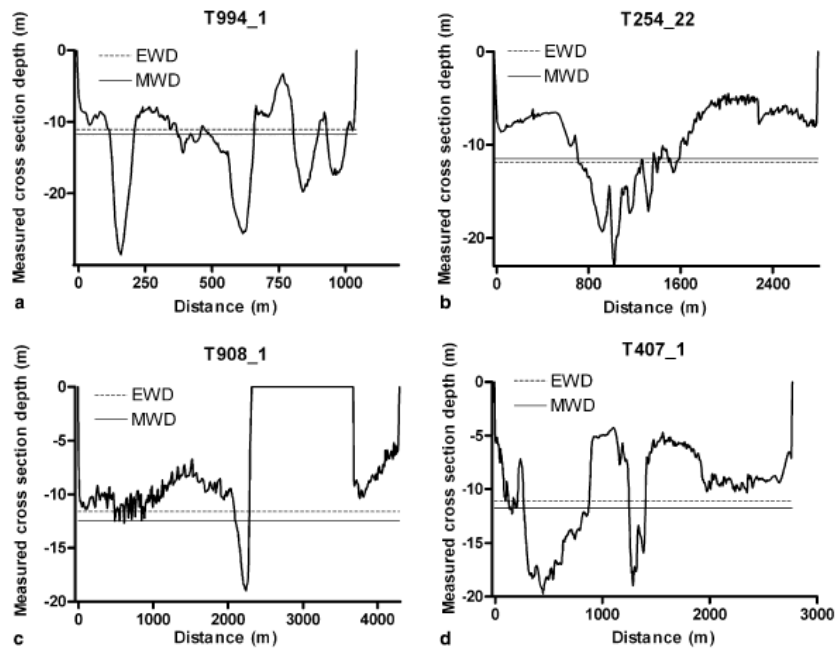 T994_1
Measured cross section depth (m)
0
-10
-20
EWD
MWD
0 250 500 750 1000
a
Distance (m)
T254_22
Measured cross section depth (m)
0
-10
-20
EWD
MWD
0 800 1600 2400
b
Distance (m)
T908_1
Measured cross section depth (m)
0
-5
-10
-15
-20
EWD
MWD
0 1000 2000 3000 4000
c
Distance (m)
T407_1
Measured cross section depth (m)
0
-5
-10
-15
-20
EWD
MWD
0 1000 2000 3000
d
Distance (m)